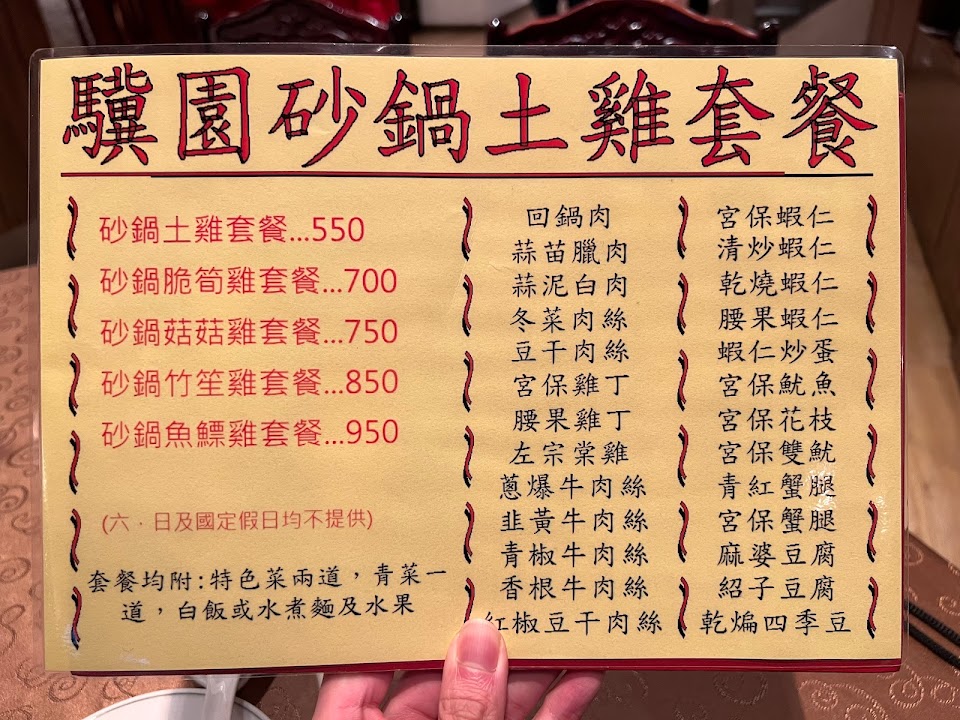 驥園砂鍋土雞套餐
砂鍋土雞套餐...550
砂鍋脆筍雞套餐...700
砂鍋菇菇雞套餐...750
砂鍋竹笙雞套餐...850
砂鍋魚鰾雞套餐...950
(六．日及國定假日均不提供)
套餐均附:特色菜兩道，青菜一
道，白飯或水煮麵及水果
回鍋肉
蒜苗臘肉
蒜泥白肉
冬菜肉絲
豆干肉絲
宮保雞丁
腰果雞丁
左宗棠雞
蔥爆牛肉絲
韭黃牛肉絲
青椒牛肉絲
香根牛肉絲
紅椒豆干肉絲
宮保蝦仁
清炒蝦仁
乾燒蝦仁
腰果蝦仁
蝦仁炒蛋
宮保魷魚
宮保花枝
宮保雙魷
青紅蟹腿
宮保蟹腿
麻婆豆腐
紹子豆腐
乾煸四季豆